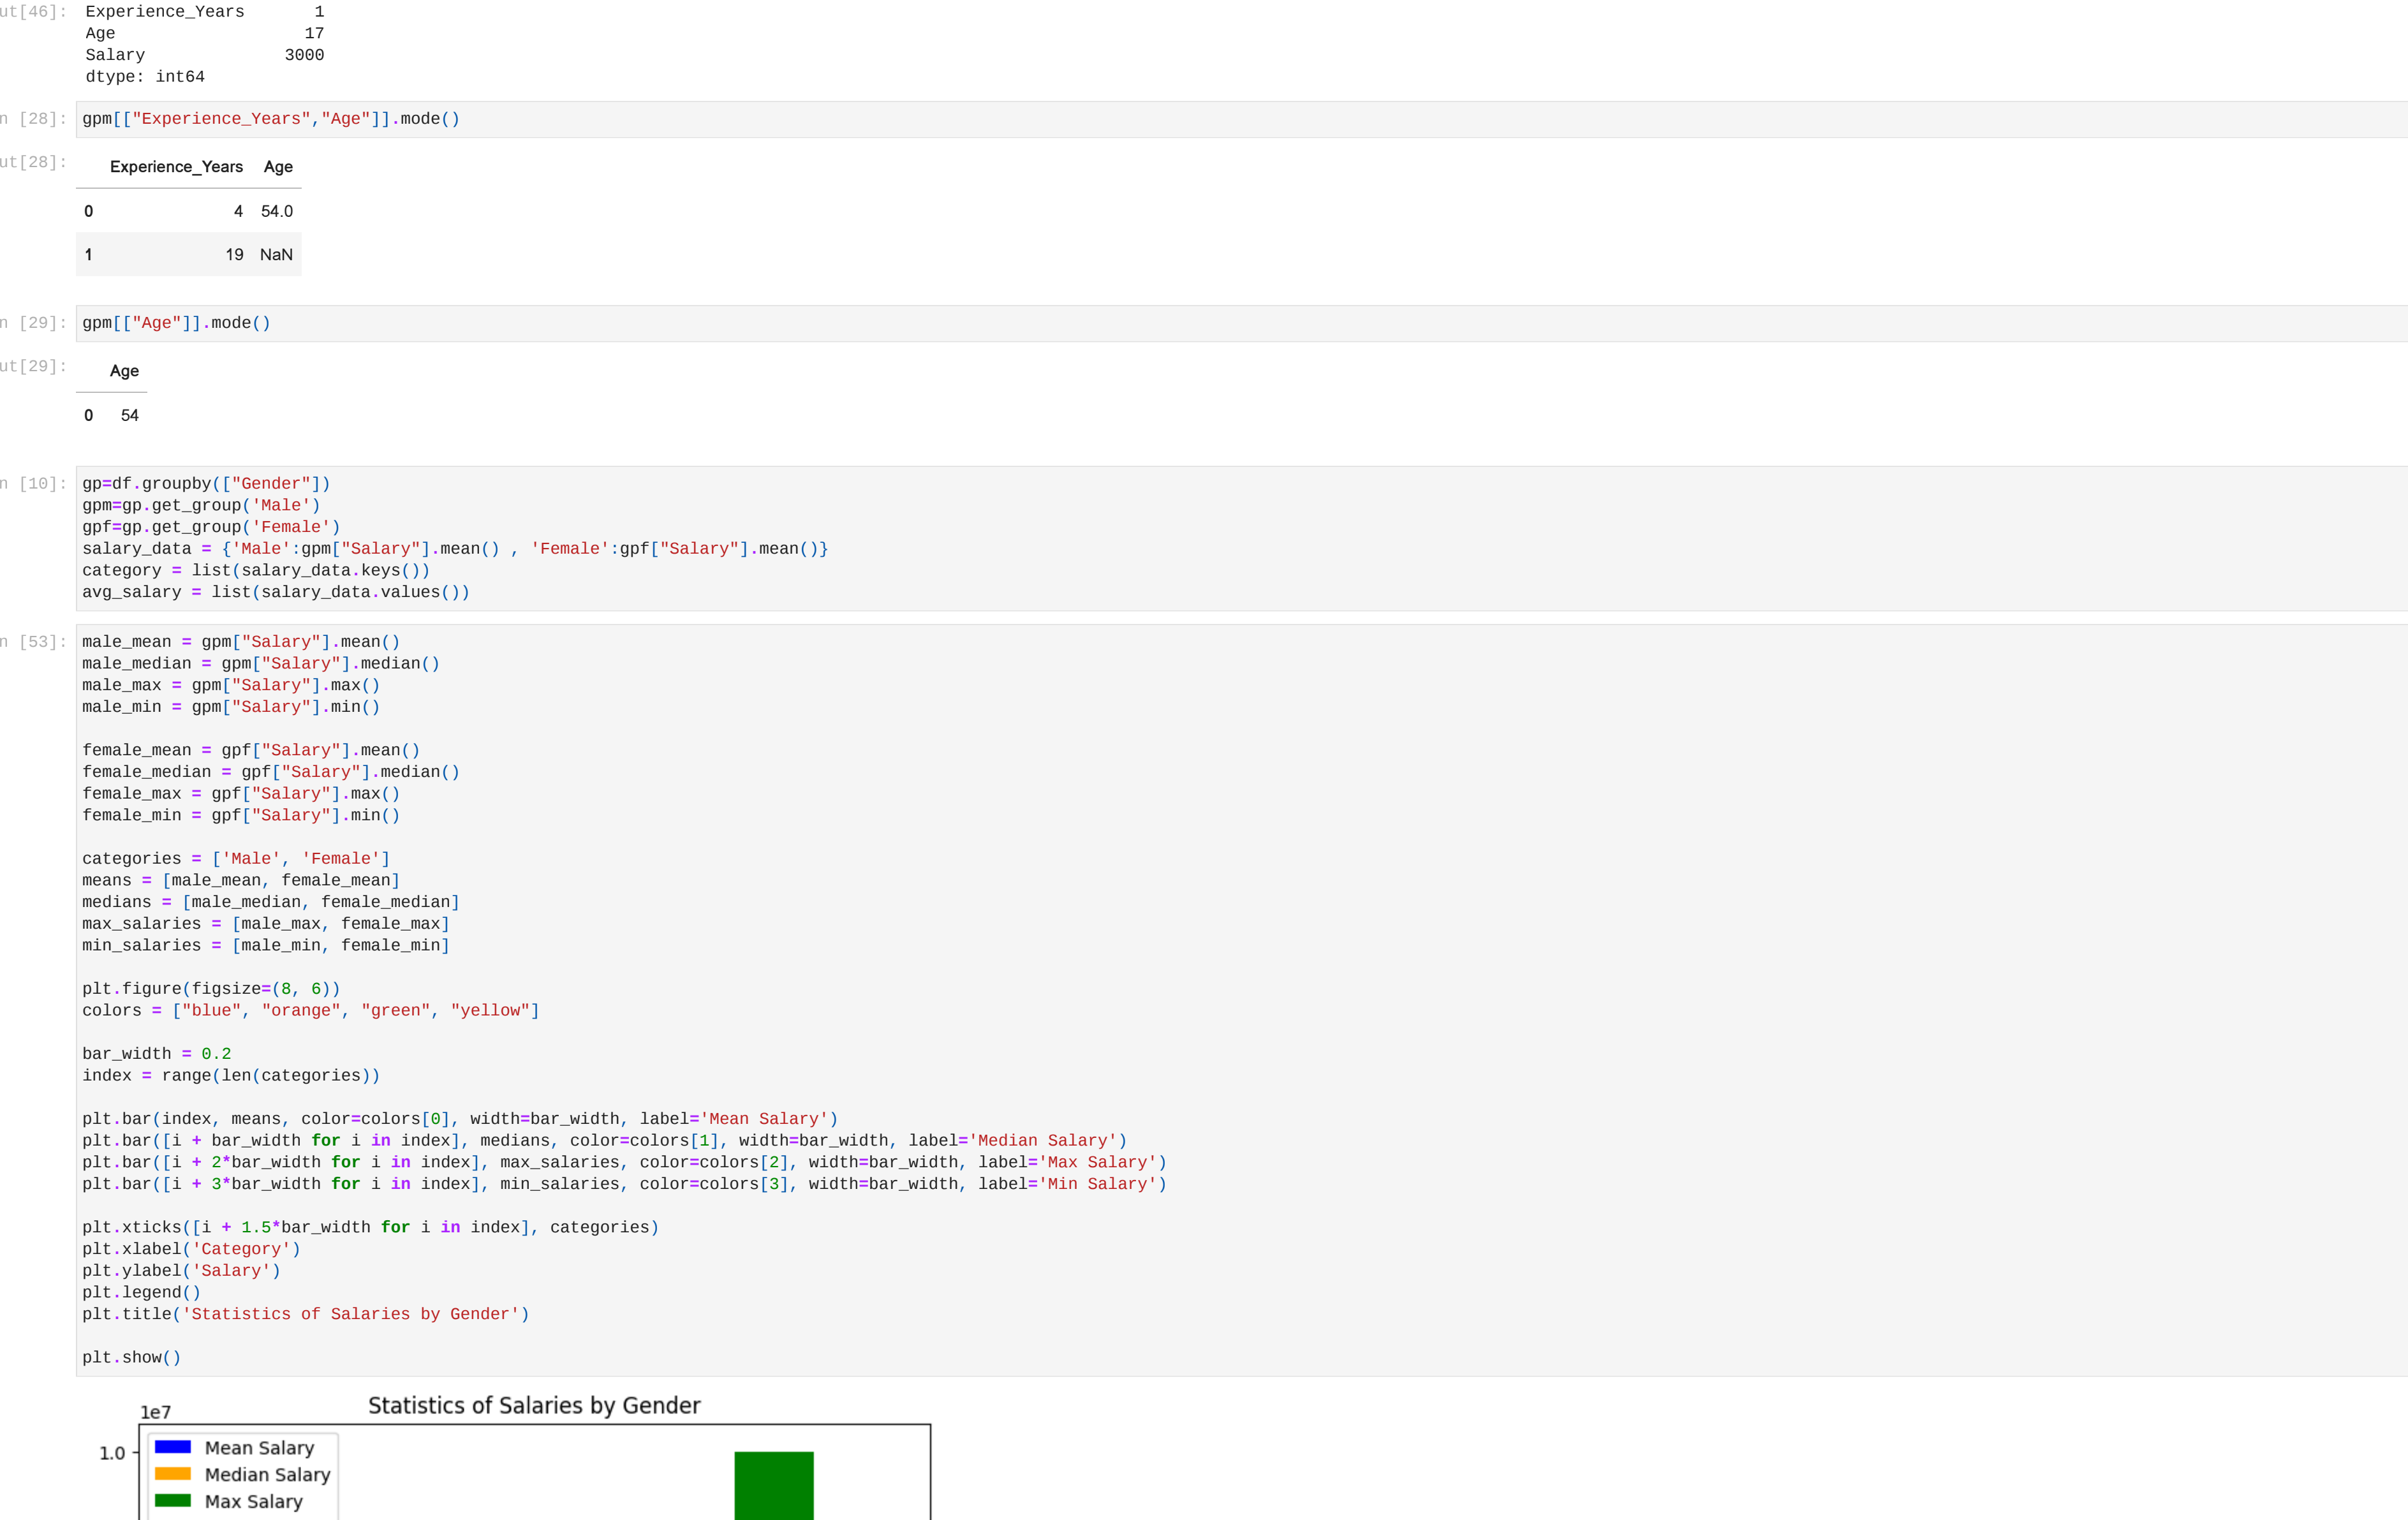 ut[46]: Experience_Years 1
Age 17
Salary 3000
dtype: int64
n [28]: gpm[["Experience_Years","Age"]].mode()
ut[28]: Experience_Years Age
0 4 54.0
1 19 NaN
n [29]: gpm[["Age"]].mode()
ut[29]: Age
0 54
n [10]: gp=df.groupby(["Gender"])
gpm=gp.get_group('Male')
gpf=gp.get_group('Female')
salary_data = {'Male':gpm["Salary"].mean() , 'Female':gpf["Salary"].mean()}
category = list(salary_data.keys())
avg_salary = list(salary_data.values())
n [53]: male_mean = gpm["Salary"].mean()
male_median = gpm["Salary"].median()
male_max = gpm["Salary"].max()
male_min = gpm["Salary"].min()
female_mean = gpf["Salary"].mean()
female_median = gpf["Salary"].median()
female_max = gpf["Salary"].max()
female_min = gpf["Salary"].min()
categories = ['Male', 'Female']
means = [male_mean, female_mean]
medians = [male_median, female_median]
max_salaries = [male_max, female_max]
min_salaries = [male_min, female_min]
plt.figure(figsize=(8, 6))
colors = ["blue", "orange", "green", "yellow"]
bar_width = 0.2
index = range(len(categories))
plt.bar(index, means, color=colors[0], width=bar_width, label='Mean Salary')
plt.bar([i + bar_width for i in index], medians, color=colors[1], width=bar_width, label='Median Salary')
plt.bar([i + 2*bar_width for i in index], max_salaries, color=colors[2], width=bar_width, label='Max Salary')
plt.bar([i + 3*bar_width for i in index], min_salaries, color=colors[3], width=bar_width, label='Min Salary')
plt.xticks([i + 1.5*bar_width for i in index], categories)
plt.xlabel('Category')
plt.ylabel('Salary')
plt.legend()
plt.title('Statistics of Salaries by Gender')
plt.show()
Statistics of Salaries by Gender
1e7
1.0
Mean Salary
Median Salary
Max Salary